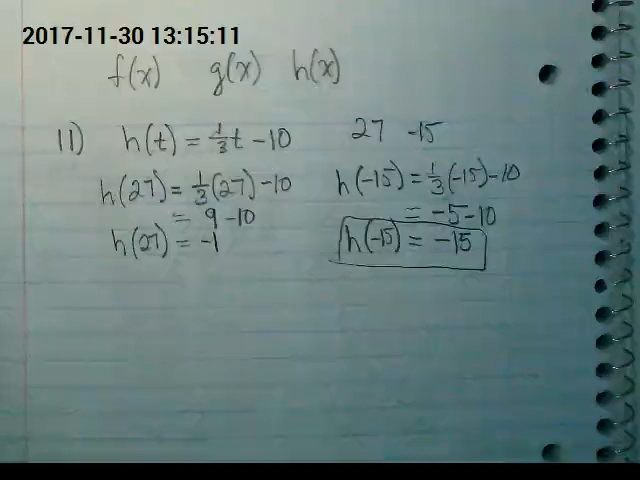 2017-11-30 13:15:11
f(x) g(x) h(x)
11) h(t) = 1/3 t - 10 27 -15
h(27) = 1/3 (27) - 10
= 9 - 10
h(27) = -1
h(-15) = 1/3 (-15) - 10
= -5 - 10
h(-15) = -15